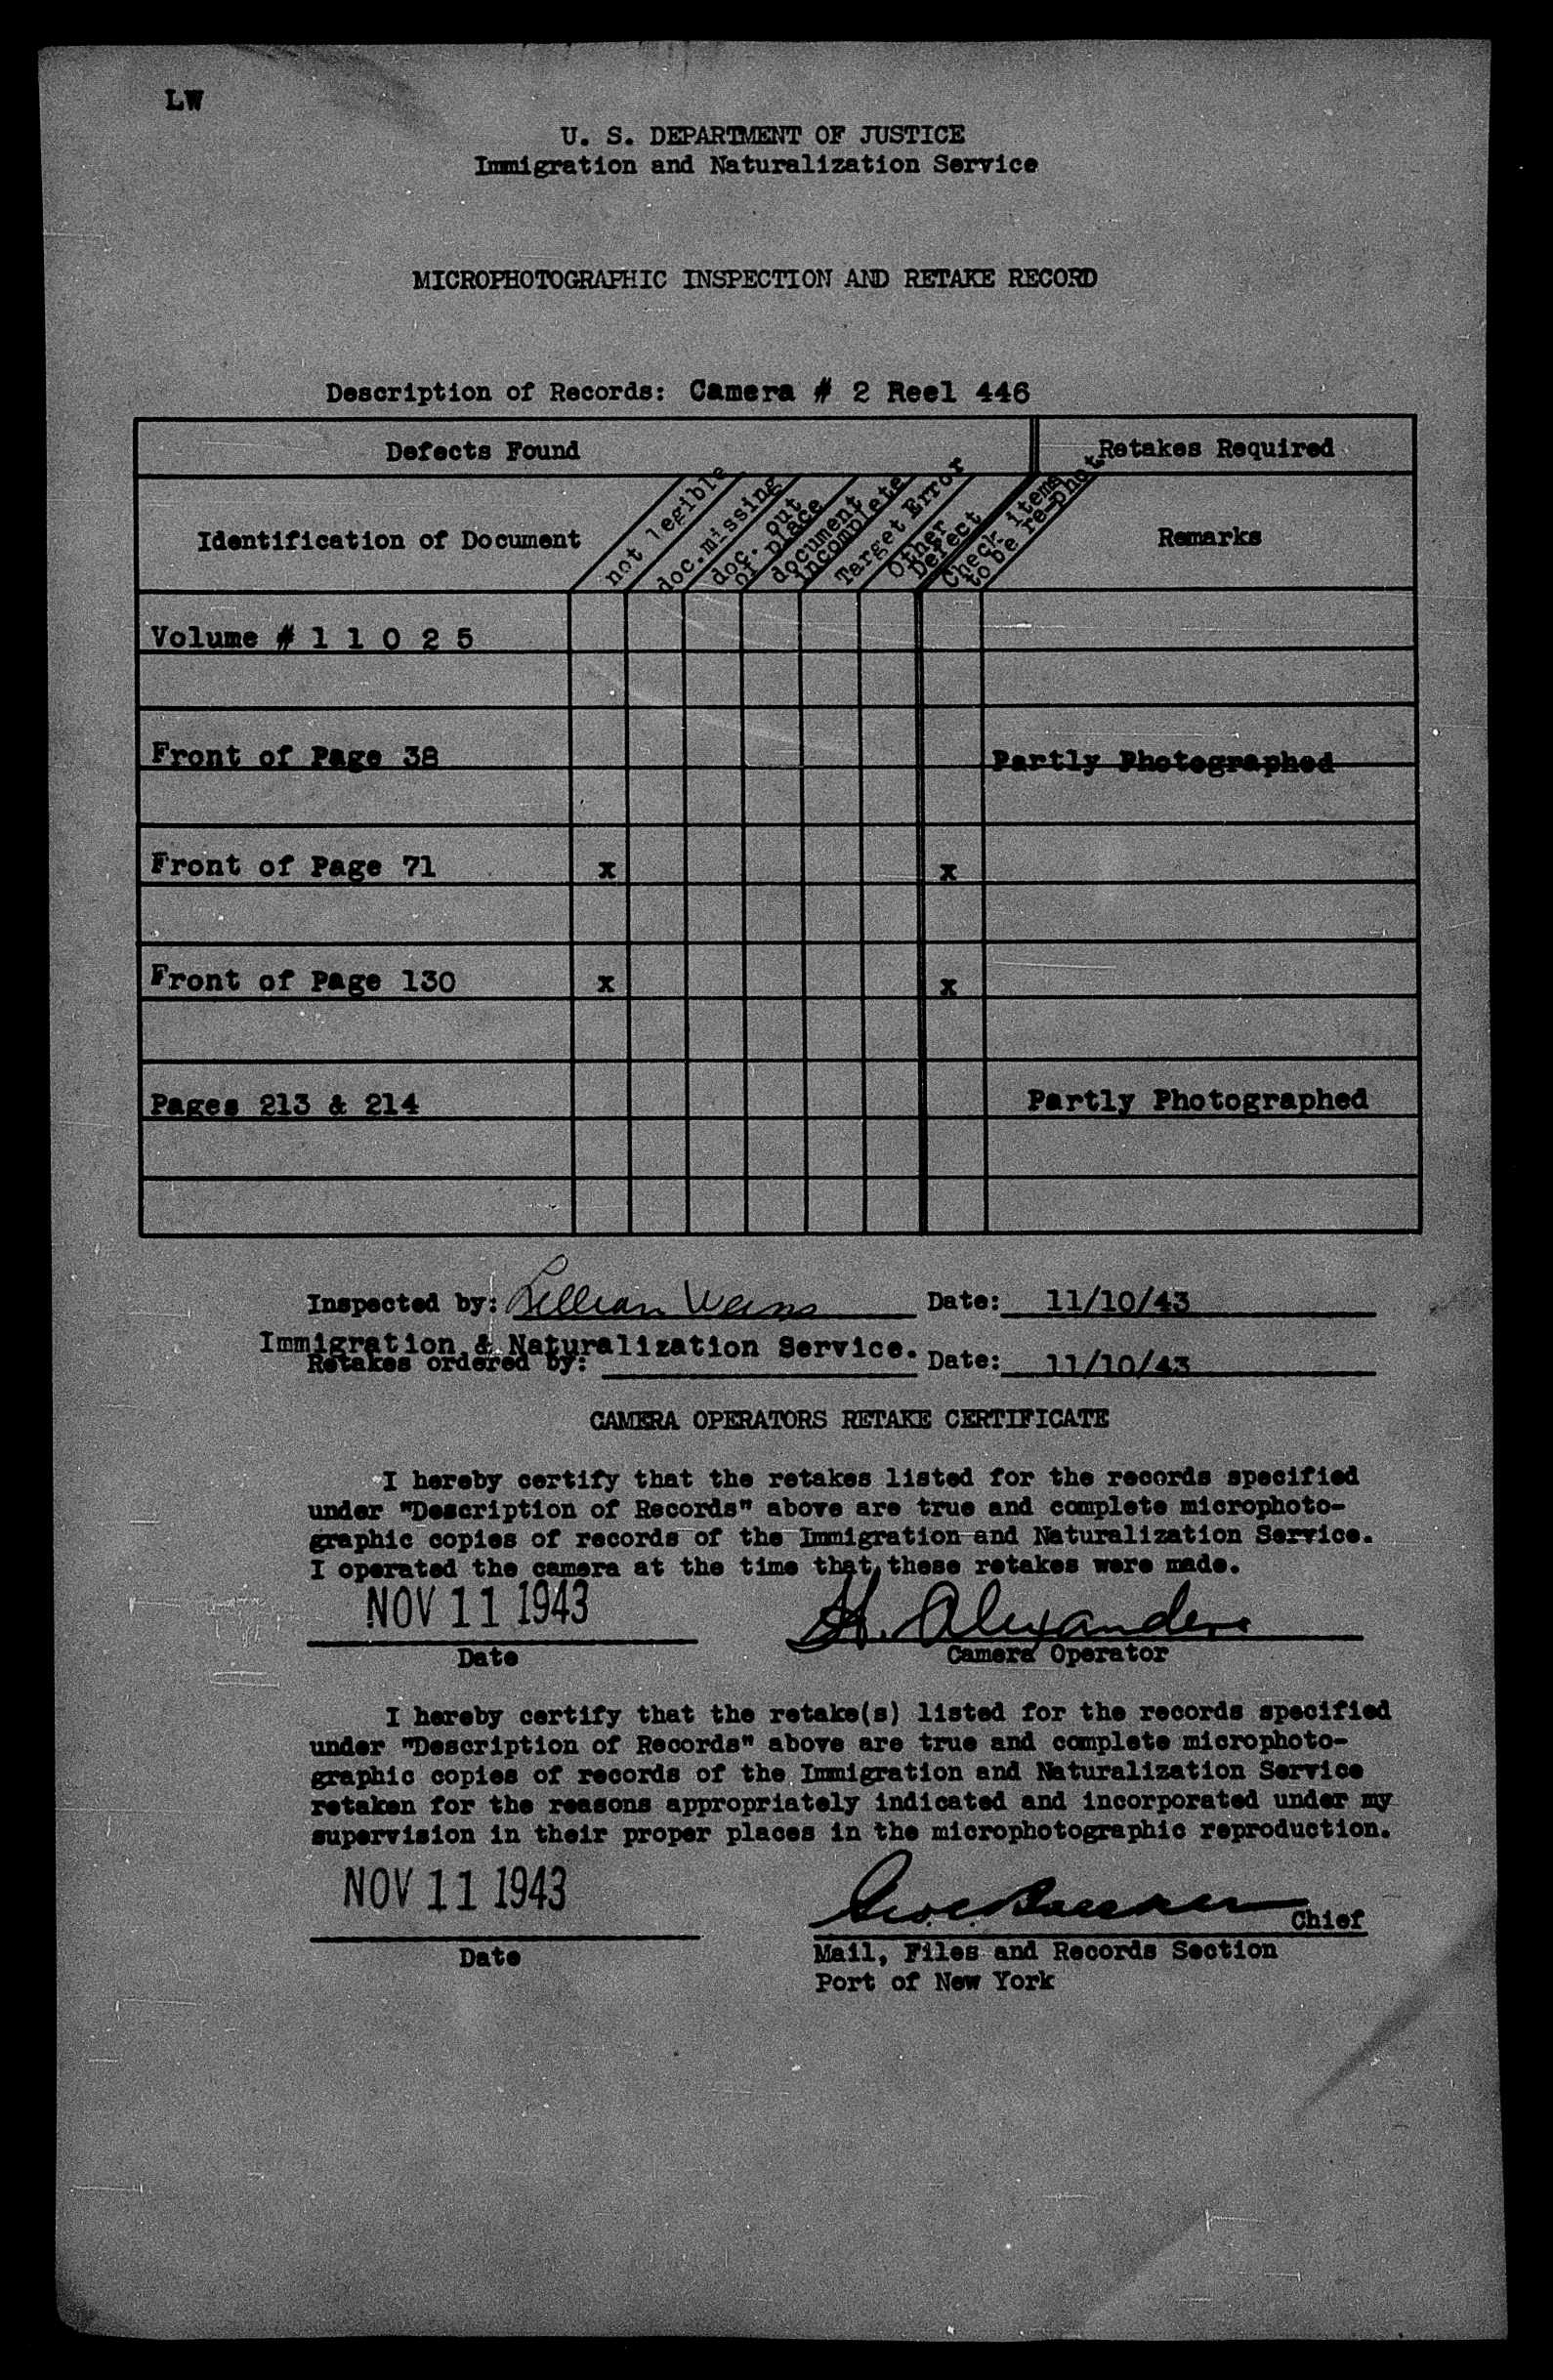 LW
U. S. DEPARTMENT OF JUSTICE
Immigration and Naturalization Service
MICROPHOTOGRAPHIC INSPECTION AND RETAKE RECORD
Description of Records: Camera # 2 Reel 446
Defects Found
Retakes Required
Identification of Document
not legible
doc.missing
doc. out
of place
document
incomplete
Target Error
Other
Defect
Check items
to be re-phot
Remarks
Volume # 1 1 0 2 5
Front of Page 38 Partly Photographed
Front of Page 71 x x
Front of Page 130 x x
Pages 213 & 214 Partly Photographed
Inspected by: Lillian Weiss Date: 11/10/43
Immigration & Naturalization Service.
Retakes ordered by: Date: 11/10/43
CAMERA OPERATORS RETAKE CERTIFICATE
I hereby certify that the retakes listed for the records specified
under "Description of Records" above are true and complete microphoto-
graphic copies of records of the Immigration and Naturalization Service.
I operated the camera at the time that these retakes were made.
NOV 11 1943 H. Alexander
Date Camera Operator
I hereby certify that the retake(s) listed for the records specified
under "Description of Records" above are true and complete microphoto-
graphic copies of records of the Immigration and Naturalization Service
retaken for the reasons appropriately indicated and incorporated under my
supervision in their proper places in the microphotographic reproduction.
NOV 11 1943
Chief
Date
Mail, Files and Records Section
Port of New York